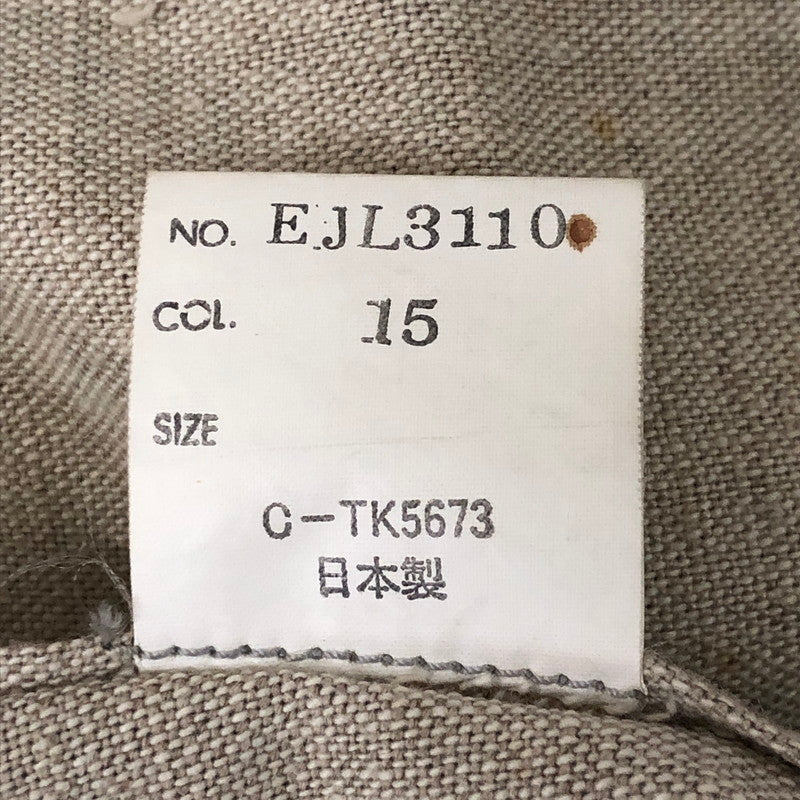 NO. EJL3110
COL. 15
SIZE
C-TK5673
日本製